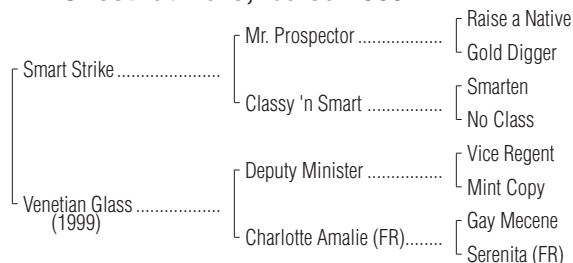 Raise a Native
Mr. Prospector ..................
Gold Digger
Smart Strike ......................
Smarten
Classy 'n Smart ................
No Class
Vice Regent
Deputy Minister ................
Mint Copy
Venetian Glass ..................
(1999)
Gay Mecene
Charlotte Amalie (FR)........
Serenita (FR)